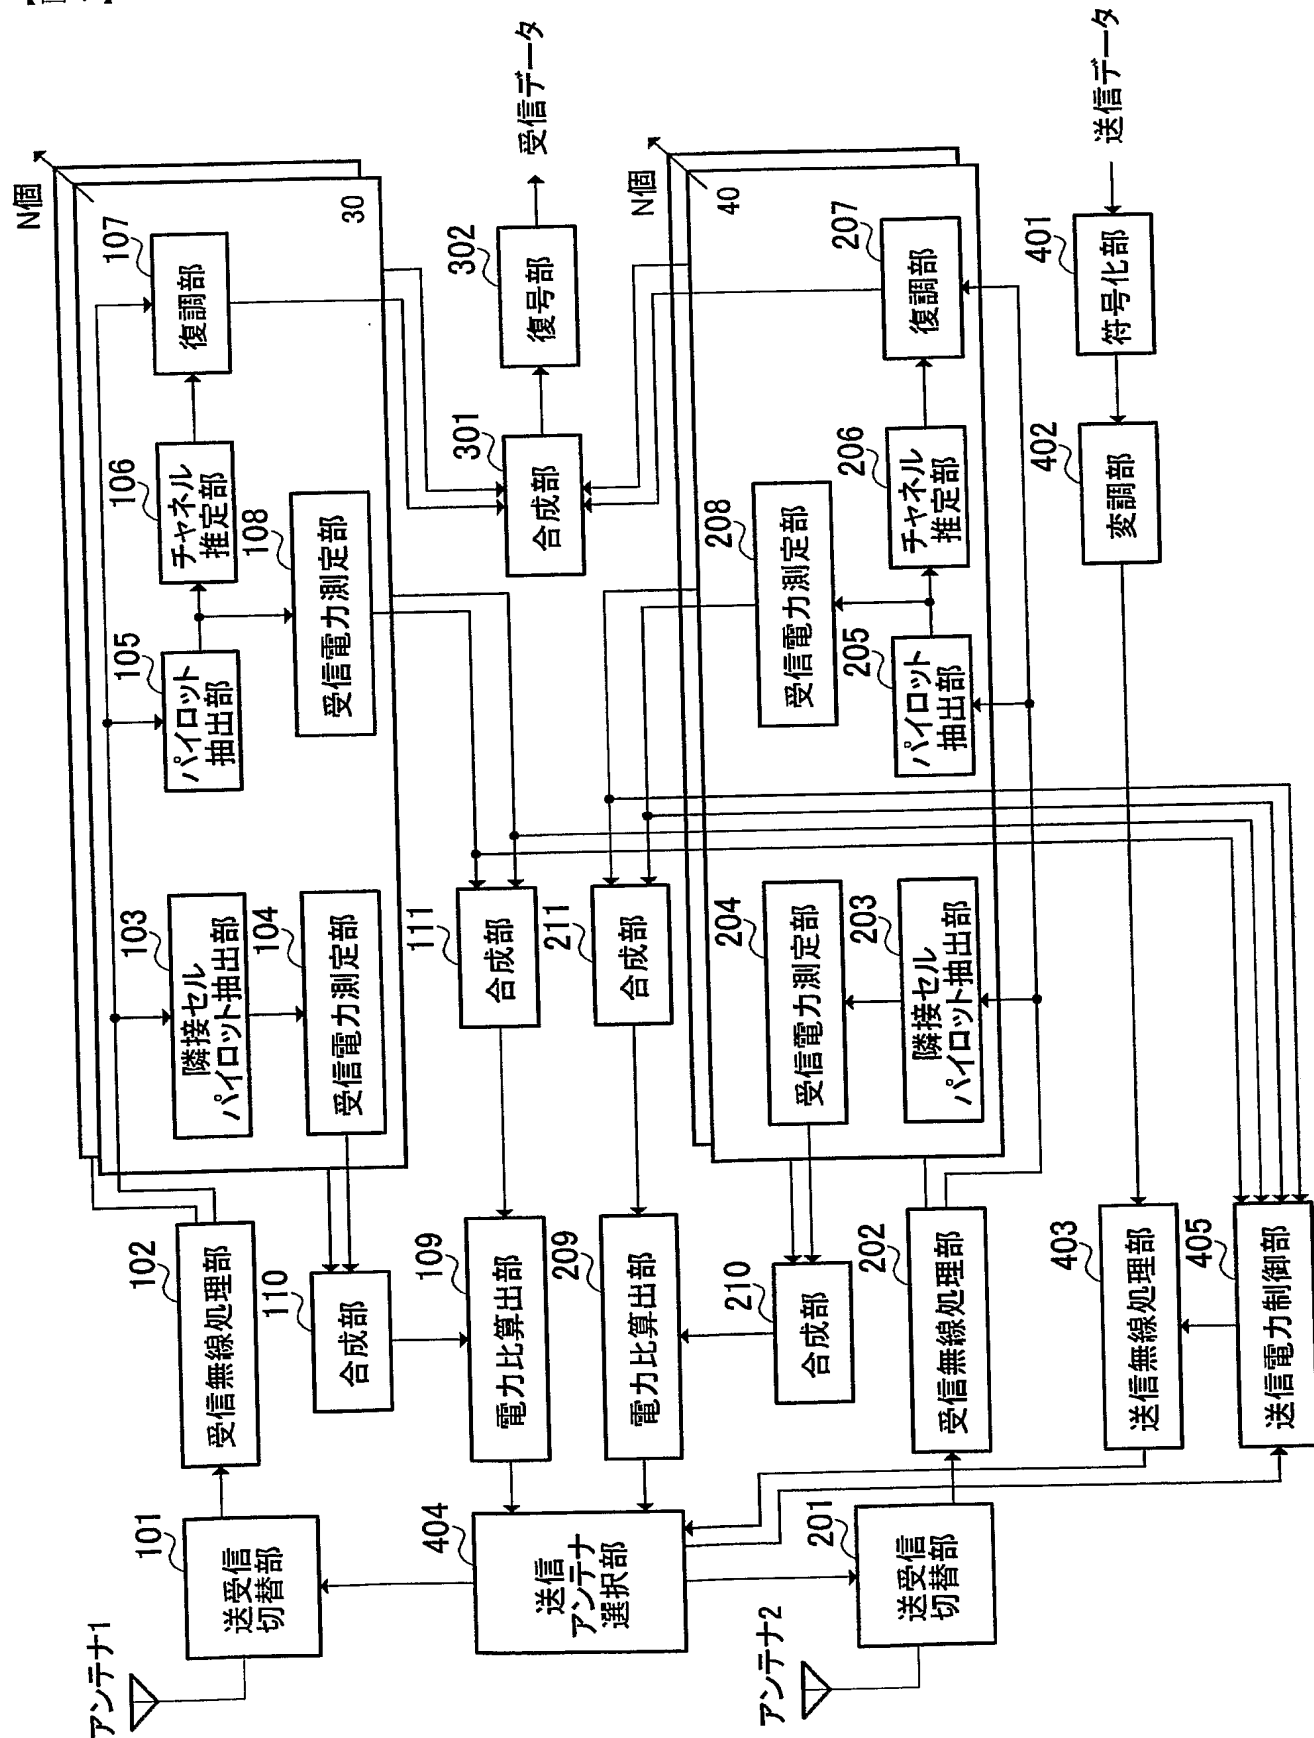 アンテナ1
101
送受信
切替部
102
受信無線処理部
N個
30
103
隣接セル
パイロット抽出部
104
受信電力測定部
105
パイロット
抽出部
106
チャネル
推定部
107
復調部
108
受信電力測定部
110
合成部
109
電力比算出部
111
合成部
301
合成部
302
復号部
受信データ
404
送信
アンテナ
選択部
209
電力比算出部
211
合成部
210
合成部
N個
40
204
受信電力測定部
203
隣接セル
パイロット抽出部
208
受信電力測定部
205
パイロット
抽出部
206
チャネル
推定部
207
復調部
アンテナ2
201
送受信
切替部
202
受信無線処理部
403
送信無線処理部
402
変調部
401
符号化部
送信データ
405
送信電力制御部